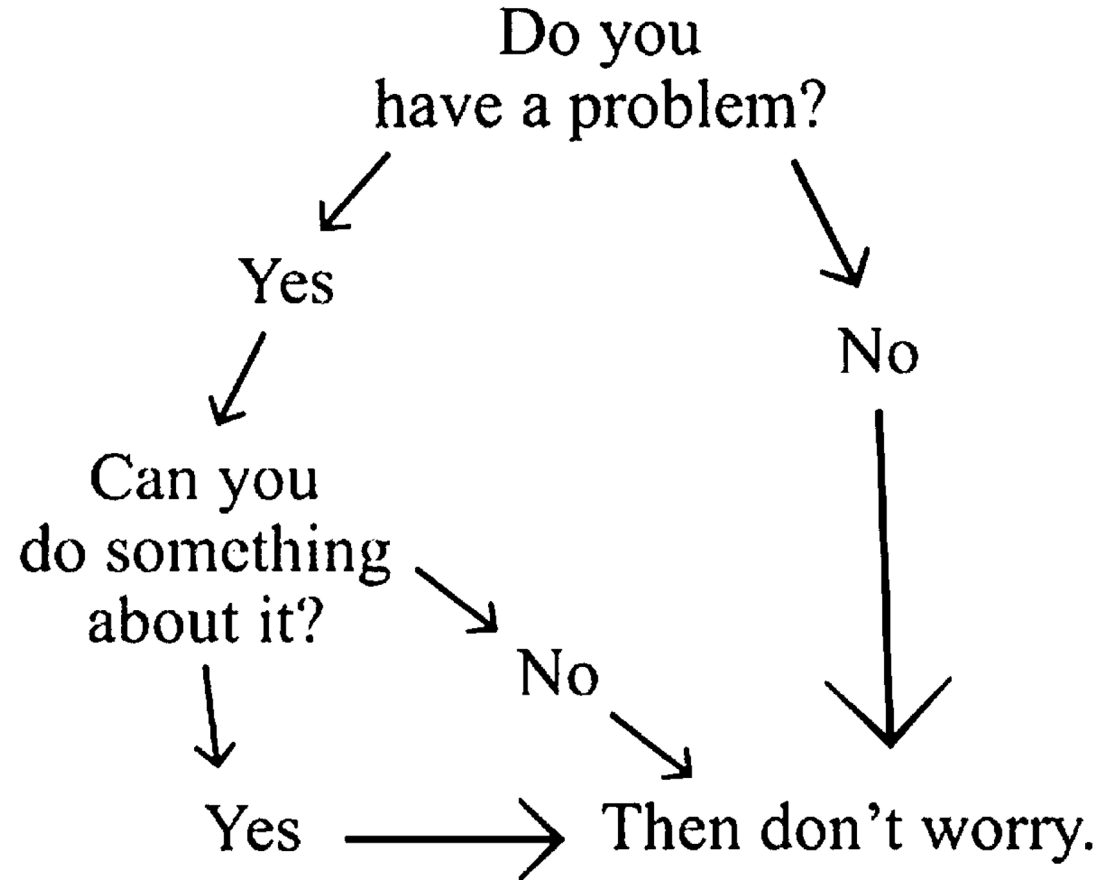 Do you
have a problem?
Yes
No
Can you
do something
about it?
No
Yes
Then don't worry.